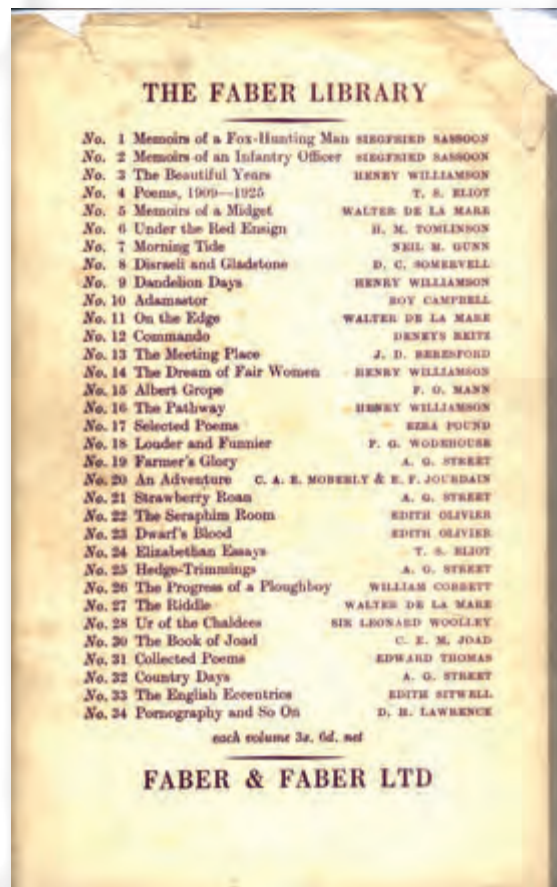 THE FABER LIBRARY
No. 1 Memoirs of a Fox-Hunting Man SIEGFRIED SASSOON
No. 2 Memoirs of an Infantry Officer SIEGFRIED SASSOON
No. 3 The Beautiful Years HENRY WILLIAMSON
No. 4 Poems, 1909—1925 T. S. ELIOT
No. 5 Memoirs of a Midget WALTER DE LA MARE
No. 6 Under the Red Ensign H. M. TOMLINSON
No. 7 Morning Tide NEIL M. GUNN
No. 8 Disraeli and Gladstone D. C. SOMERVELL
No. 9 Dandelion Days HENRY WILLIAMSON
No. 10 Adamastor ROY CAMPBELL
No. 11 On the Edge WALTER DE LA MARE
No. 12 Commando DENEYS REITZ
No. 13 The Meeting Place J. D. BERESFORD
No. 14 The Dream of Fair Women HENRY WILLIAMSON
No. 15 Albert Grope F. O. MANN
No. 16 The Pathway HENRY WILLIAMSON
No. 17 Selected Poems EZRA POUND
No. 18 Louder and Funnier P. G. WODEHOUSE
No. 19 Farmer's Glory A. G. STREET
No. 20 An Adventure C. A. E. MOBERLY & E. F. JOURDAIN
No. 21 Strawberry Roan A. G. STREET
No. 22 The Seraphim Room EDITH OLIVIER
No. 23 Dwarf's Blood EDITH OLIVIER
No. 24 Elizabethan Essays T. S. ELIOT
No. 25 Hedge-Trimmings A. G. STREET
No. 26 The Progress of a Ploughboy WILLIAM COBBETT
No. 27 The Riddle WALTER DE LA MARE
No. 28 Ur of the Chaldees SIR LEONARD WOOLLEY
No. 30 The Book of Joad C. E. M. JOAD
No. 31 Collected Poems EDWARD THOMAS
No. 32 Country Days A. G. STREET
No. 33 The English Eccentrics EDITH SITWELL
No. 34 Pornography and So On D. H. LAWRENCE
each volume 3s. 6d. net
FABER & FABER LTD